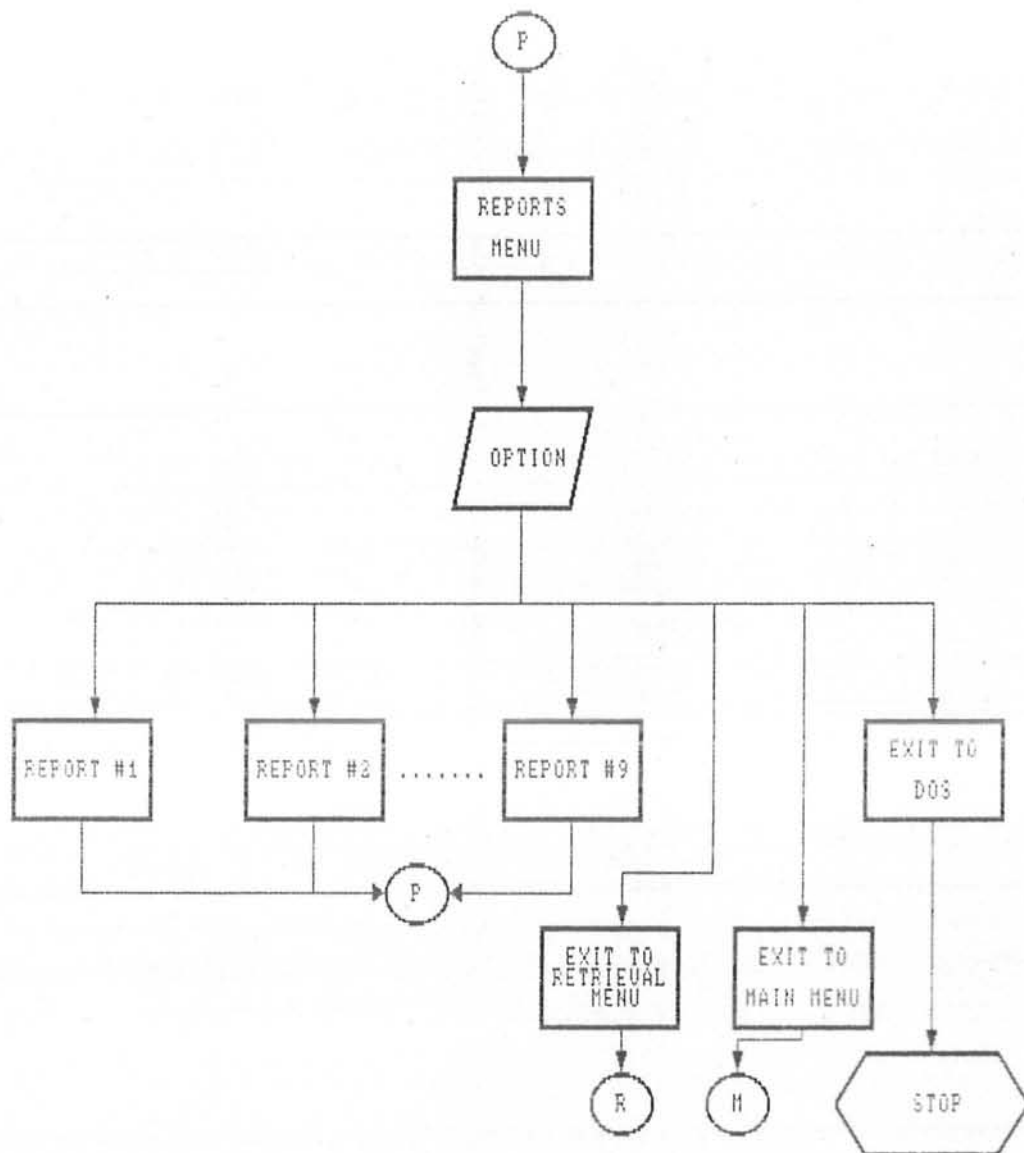 P
REPORTS
MENU
OPTION
REPORT #1
REPORT #2
.......
REPORT #9
EXIT TO
DOS
P
EXIT TO
RETRIEVAL
MENU
EXIT TO
MAIN MENU
R
M
STOP